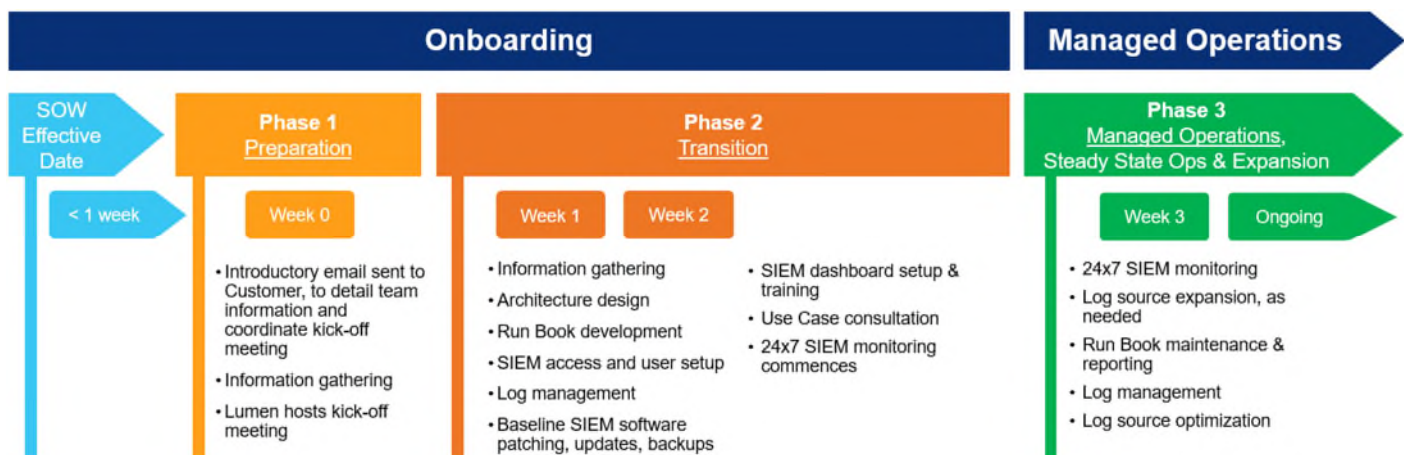 Onboarding
Managed Operations
SOW
Effective
Date
< 1 week
Phase 1
Preparation
Week 0
• Introductory email sent to
Customer, to detail team
information and
coordinate kick-off
meeting
• Information gathering
• Lumen hosts kick-off
meeting
Phase 2
Transition
Week 1
Week 2
• Information gathering
• Architecture design
• Run Book development
• SIEM access and user setup
• Log management
• Baseline SIEM software
patching, updates, backups
• SIEM dashboard setup &
training
• Use Case consultation
• 24x7 SIEM monitoring
commences
Phase 3
Managed Operations,
Steady State Ops & Expansion
Week 3
Ongoing
• 24x7 SIEM monitoring
• Log source expansion, as
needed
• Run Book maintenance &
reporting
• Log management
• Log source optimization